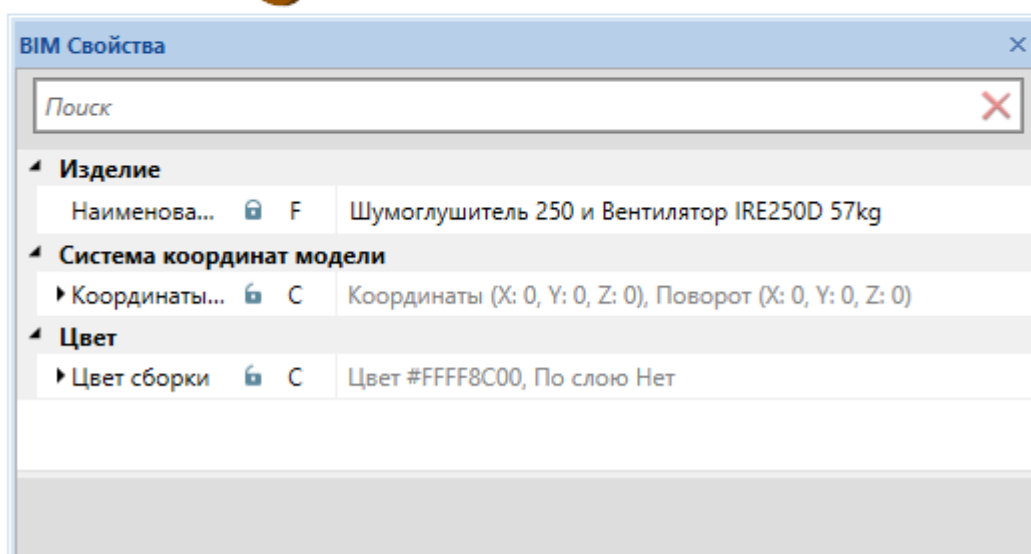 BIM Свойства
Поиск
Изделие
Наименова... F Шумоглушитель 250 и Вентилятор IRE250D 57kg
Система координат модели
Координаты... C Координаты (X: 0, Y: 0, Z: 0), Поворот (X: 0, Y: 0, Z: 0)
Цвет
Цвет сборки C Цвет #FFFF8C00, По слою Нет